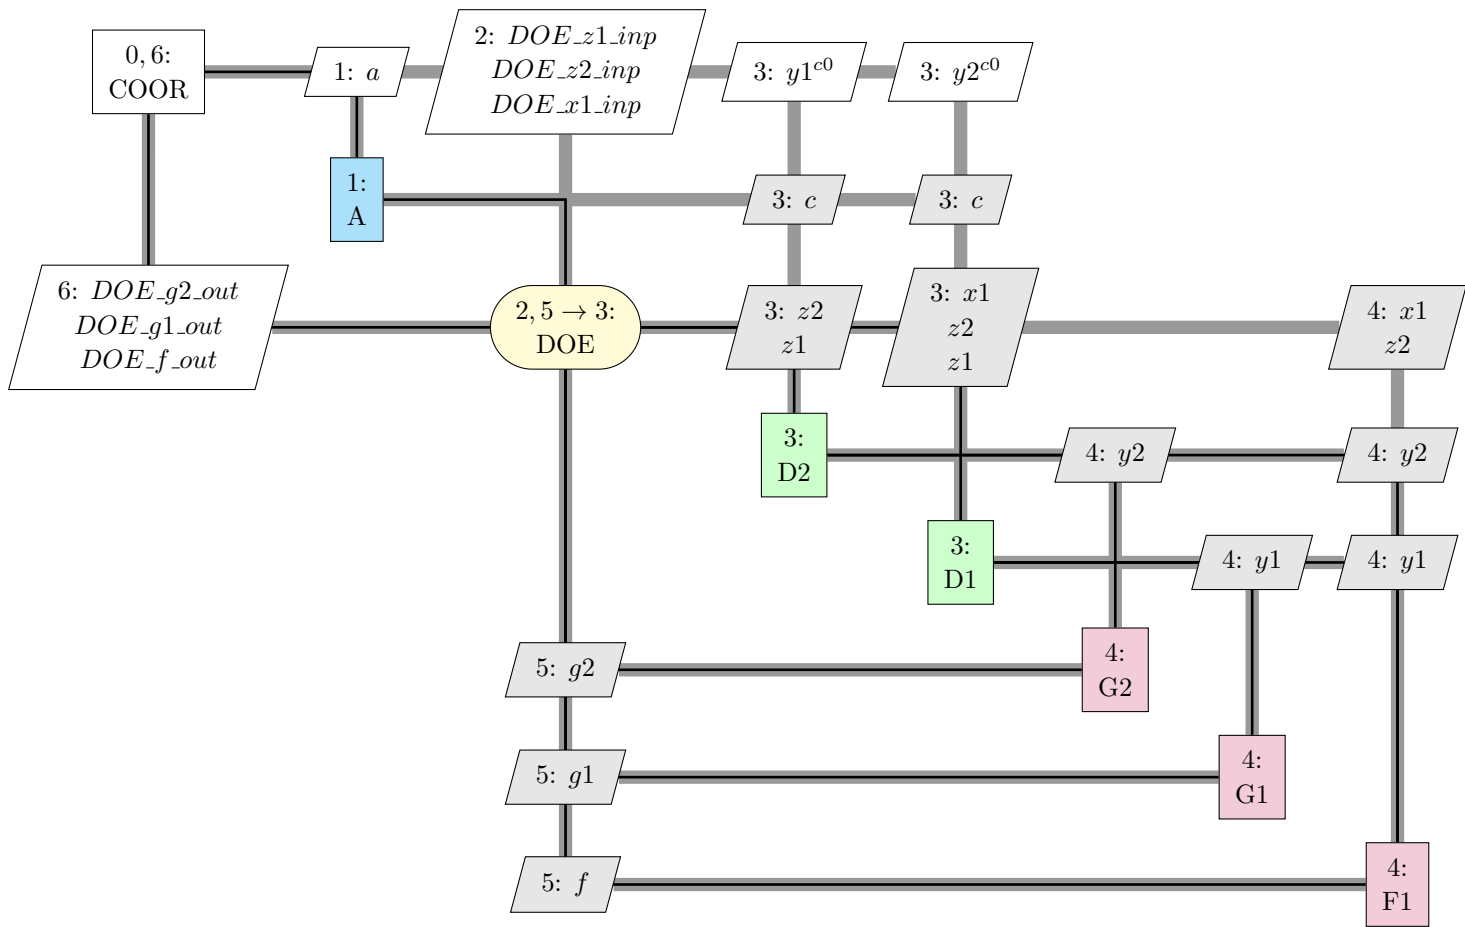 0, 6:
COOR
1: a
2: DOE_z1_inp
DOE_z2_inp
DOE_x1_inp
3: y1^{c0}
3: y2^{c0}
1:
A
3: c
3: c
6: DOE_g2_out
DOE_g1_out
DOE_f_out
2, 5 → 3:
DOE
3: z2
z1
3: x1
z2
z1
4: x1
z2
3:
D2
4: y2
4: y2
3:
D1
4: y1
4: y1
5: g2
4:
G2
5: g1
4:
G1
5: f
4:
F1